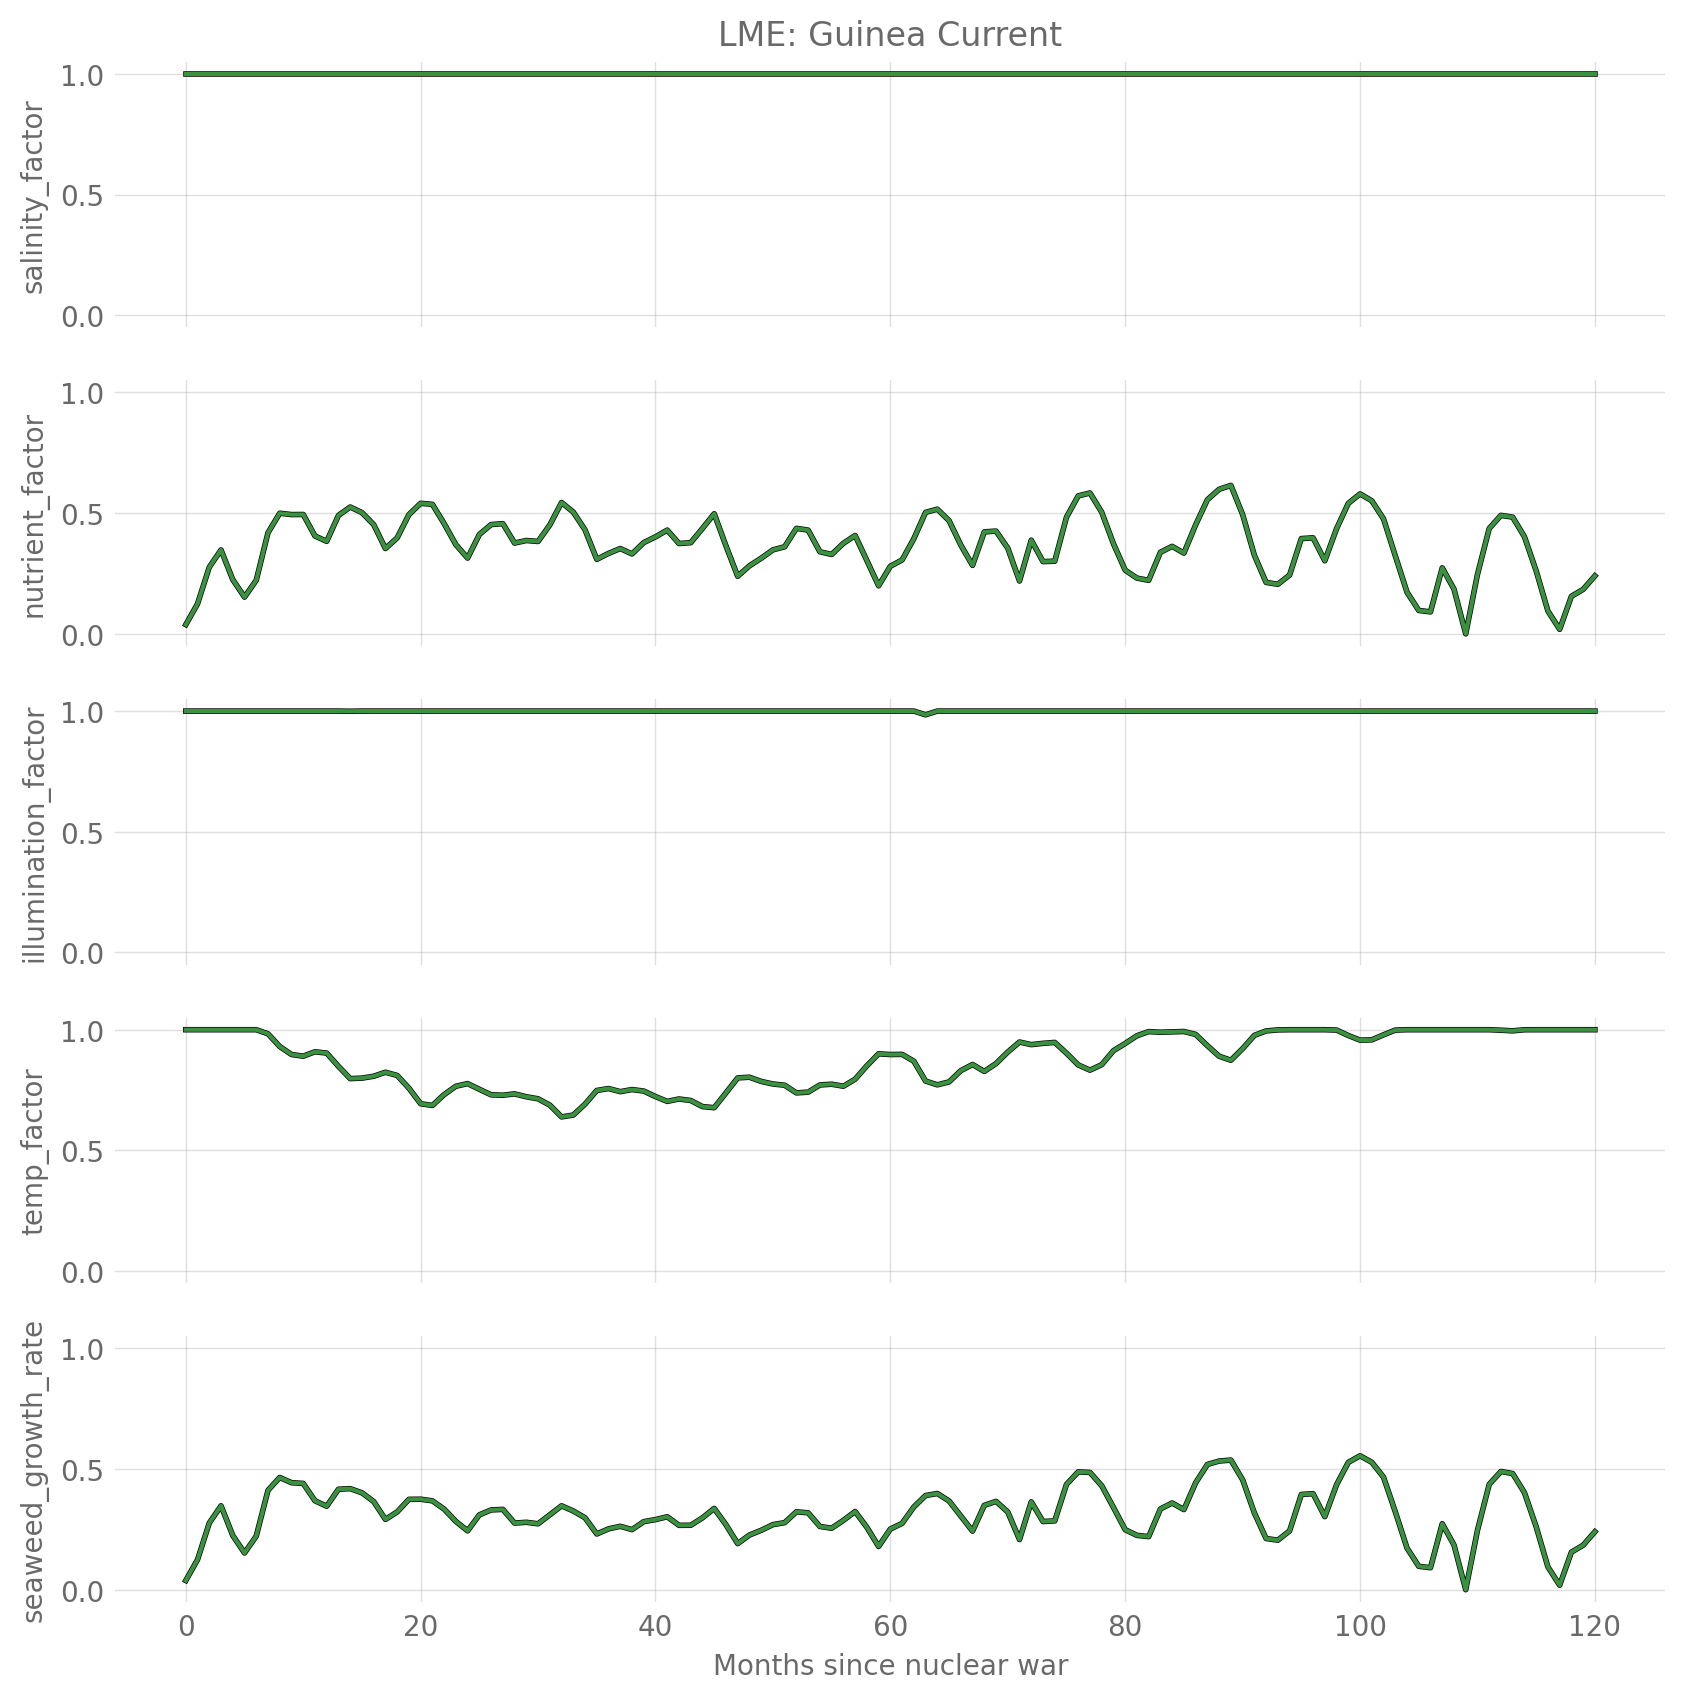 LME: Guinea Current
1.0
0.5
0.0
salinity_factor
1.0
0.5
0.0
nutrient_factor
1.0
0.5
0.0
illumination_factor
1.0
0.5
0.0
temp_factor
1.0
0.5
0.0
seaweed_growth_rate
0 20 40 60 80 100 120
Months since nuclear war